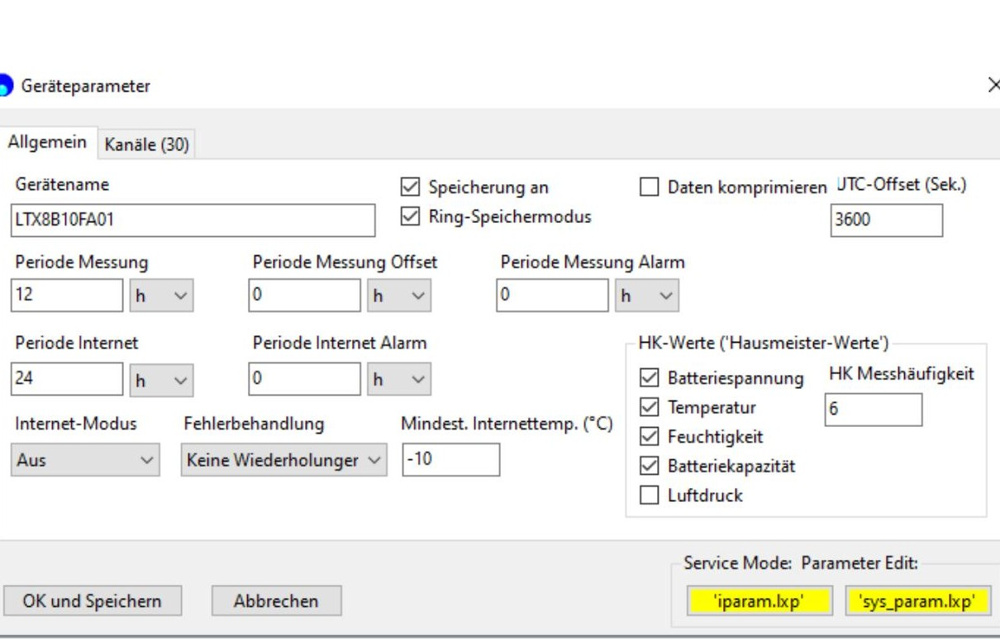 Geräteparameter
Allgemein
Kanäle (30)
Gerätename
LTX8B10FA01
Speicherung an
Ring-Speichermodus
Daten komprimieren
UTC-Offset (Sek.)
3600
Periode Messung
12 h
Periode Messung Offset
0 h
Periode Messung Alarm
0 h
Periode Internet
24 h
Periode Internet Alarm
0 h
Internet-Modus
Aus
Fehlerbehandlung
Keine Wiederholunger
Mindest. Internettemp. (°C)
-10
HK-Werte ('Hausmeister-Werte')
Batteriespannung
Temperatur
Feuchtigkeit
Batteriekapazität
Luftdruck
HK Messhäufigkeit
6
OK und Speichern
Abbrechen
Service Mode: Parameter Edit:
'iparam.lxp'
'sys_param.lxp'